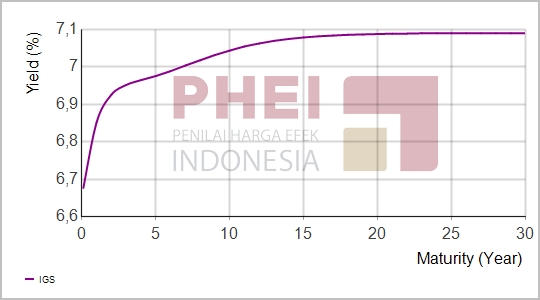 7,1
7
6,9
6,8
6,7
6,6
Yield (%)
PHEI
PENILAI HARGA EFEK
INDONESIA
0 5 10 15 20 25 30
Maturity (Year)
IGS